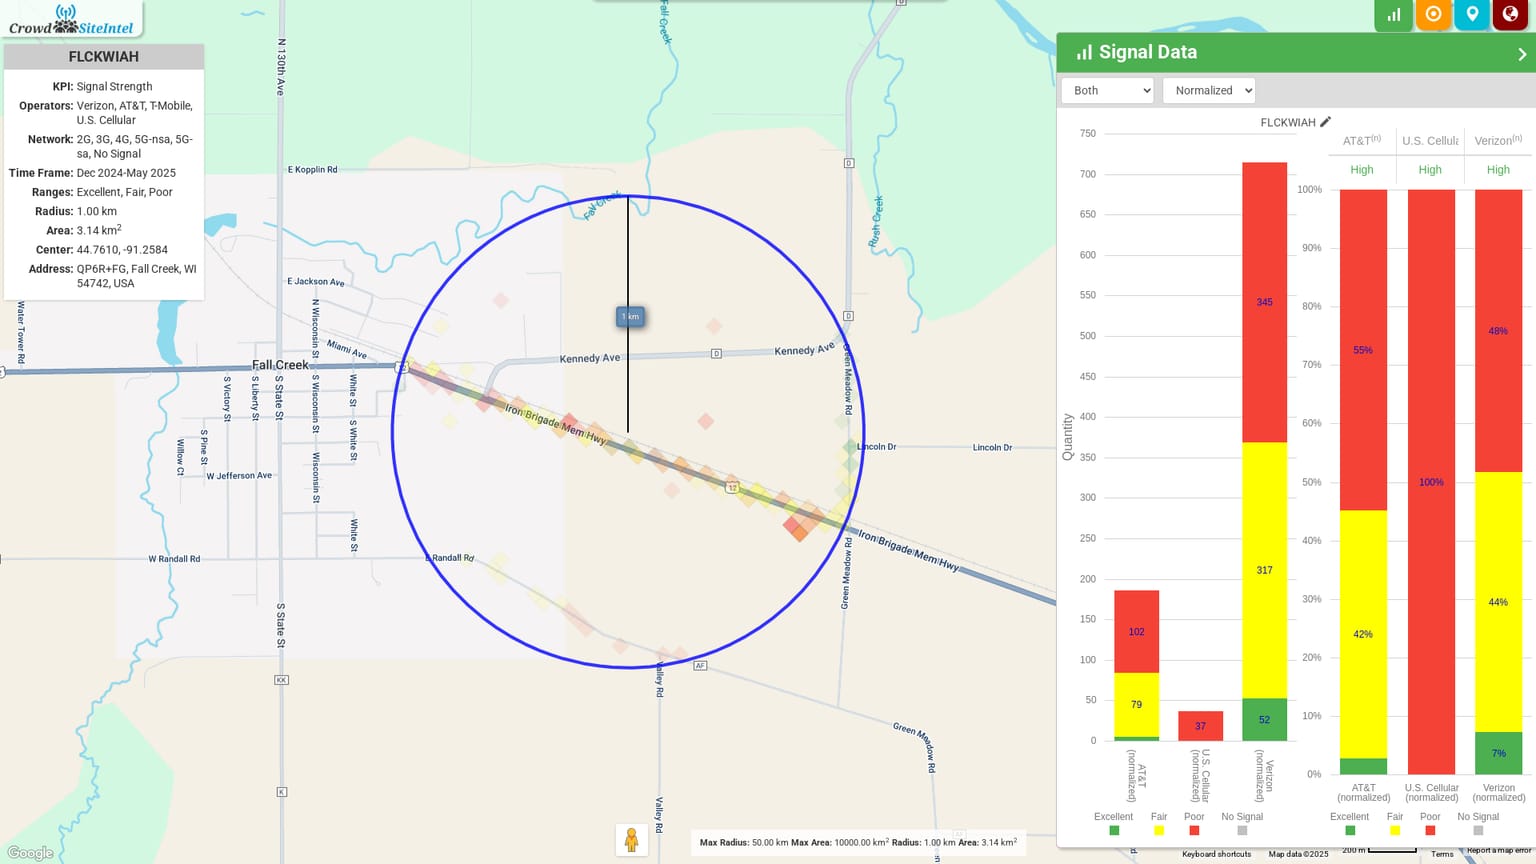 Crowd SiteIntel
FLCKWIAH
KPI: Signal Strength
Operators: Verizon, AT&T, T-Mobile,
U.S. Cellular
Network: 2G, 3G, 4G, 5G-nsa, 5G-
sa, No Signal
Time Frame: Dec 2024-May 2025
Ranges: Excellent, Fair, Poor
Radius: 1.00 km
Area: 3.14 km2
Center: 44.7610, -91.2584
Address: QP6R+FG, Fall Creek, WI
54742, USA
N 130th Ave
Fall Creek
D
E Kopplin Rd
D
Fall Creek
Rush Creek
E Jackson Ave
N Wisconsin St
Water Tower Rd
1 km
D
Miami Ave
Kennedy Ave
D
Kennedy Ave
Fall Creek
Green Meadow Rd
S Victory St
S Liberty St
S State St
S Wisconsin St
White St
Iron Brigade Mem Hwy
S Pine St
Willow Ct
S White St
Lincoln Dr
Lincoln Dr
W Jefferson Ave
Wisconsin St
12
White St
Iron Brigade Mem Hwy
W Randall Rd
E Randall Rd
Green Meadow Rd
S State St
AF
KK
Valley Rd
Green Meadow Rd
K
Valley Rd
AF
Google
Max Radius: 50.00 km Max Area: 10000.00 km2 Radius: 1.00 km Area: 3.14 km2
Signal Data
Both
Normalized
FLCKWIAH
750
700
650
600
550
500
450
400
350
300
250
200
150
100
50
0
Quantity
345
317
52
102
79
37
AT&T
(normalized)
U.S. Cellular
(normalized)
Verizon
(normalized)
Excellent
Fair
Poor
No Signal
AT&T(n)
U.S. Cellula
Verizon(n)
High
High
High
100%
90%
80%
70%
60%
50%
40%
30%
20%
10%
0%
55%
42%
100%
48%
44%
7%
AT&T
(normalized)
U.S. Cellular
(normalized)
Verizon
(normalized)
Excellent
Fair
Poor
No Signal
Keyboard shortcuts
Map data ©2025
200 m
Terms
Report a map error